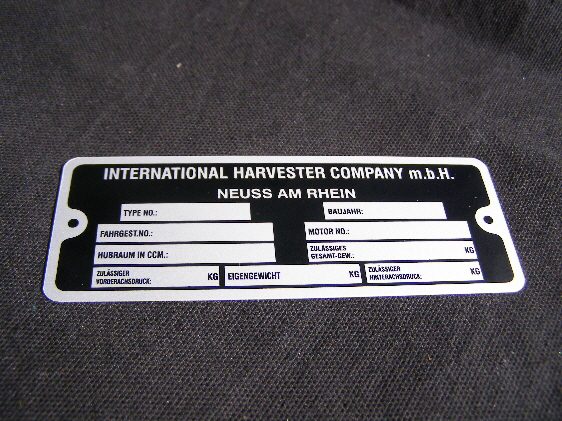 INTERNATIONAL HARVESTER COMPANY m.b.H.
NEUSS AM RHEIN
TYPE NO.: BAUJAHR:
FAHRGEST.NO.: MOTOR NO.:
HUBRAUM IN CCM.: ZULÄSSIGES GESAMT-GEW.: KG
ZULÄSSIGER VORDERACHSDRUCK: KG EIGENGEWICHT KG ZULÄSSIGER HINTERACHSDRUCK: KG